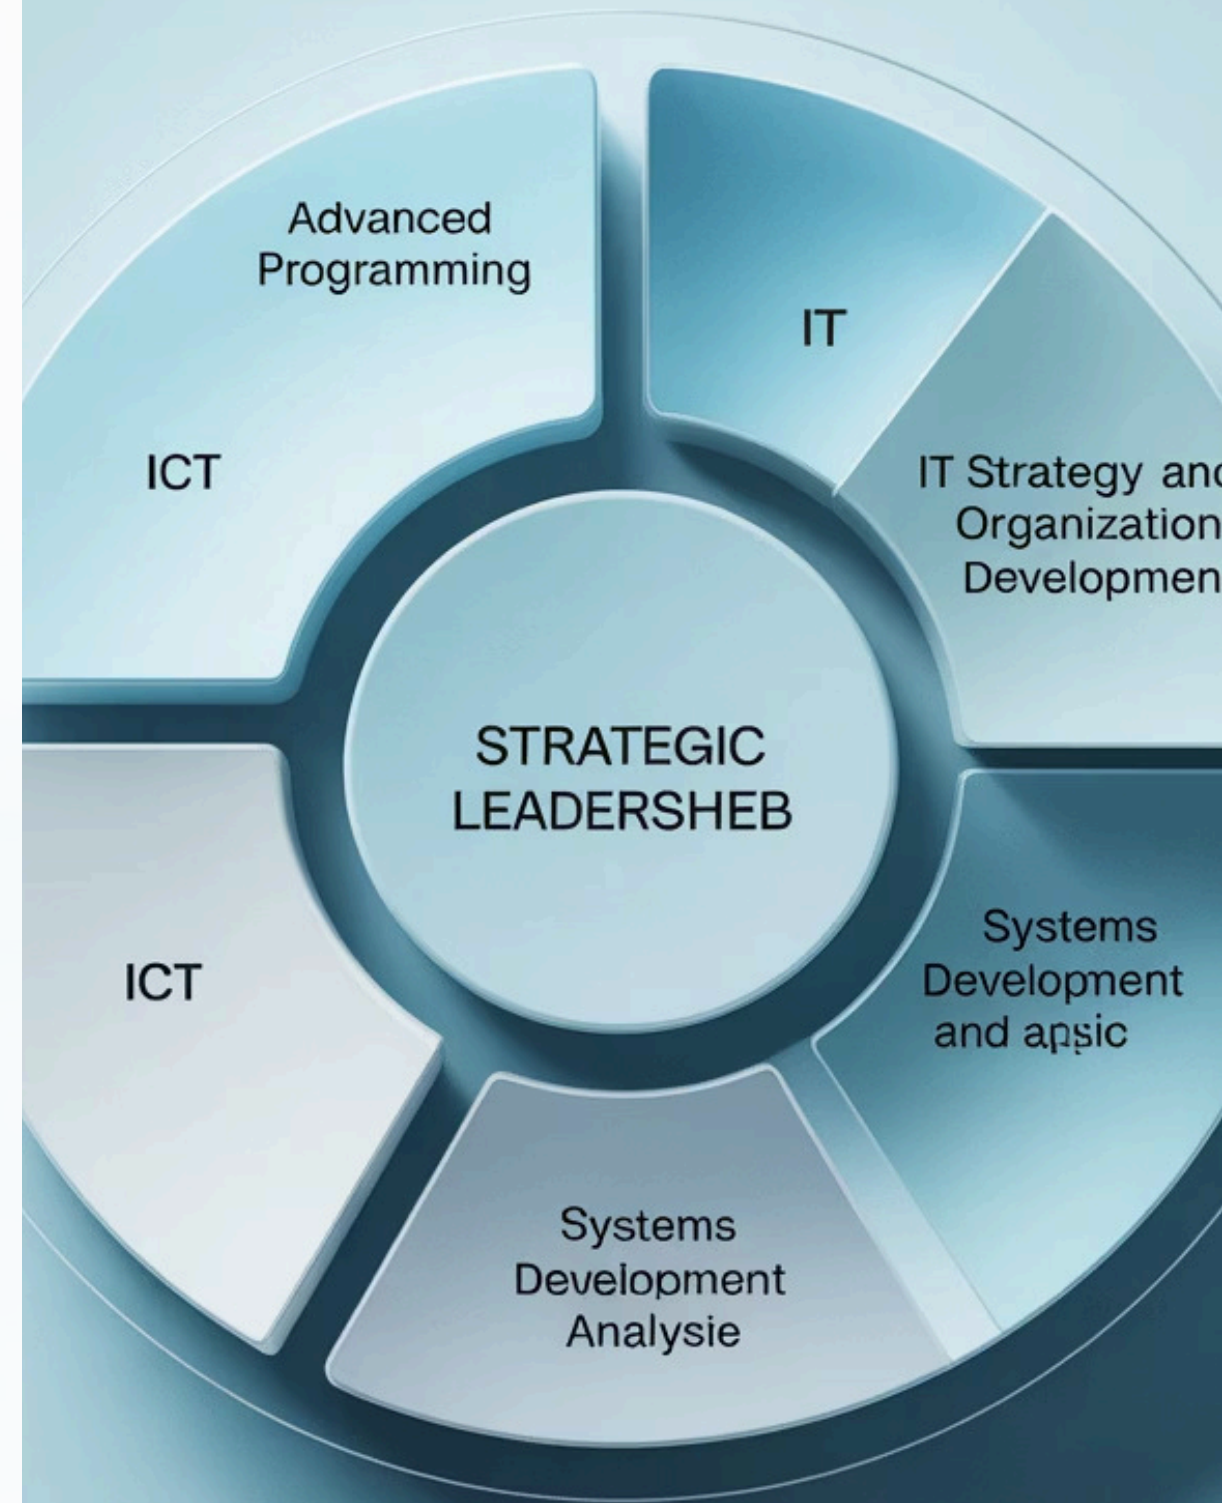 Advanced
Programming
ICT
IT
IT Strategy and
Organization
Developmen
STRATEGIC
LEADERSHEB
ICT
Systems
Development
and
Systems
Development
Analysie